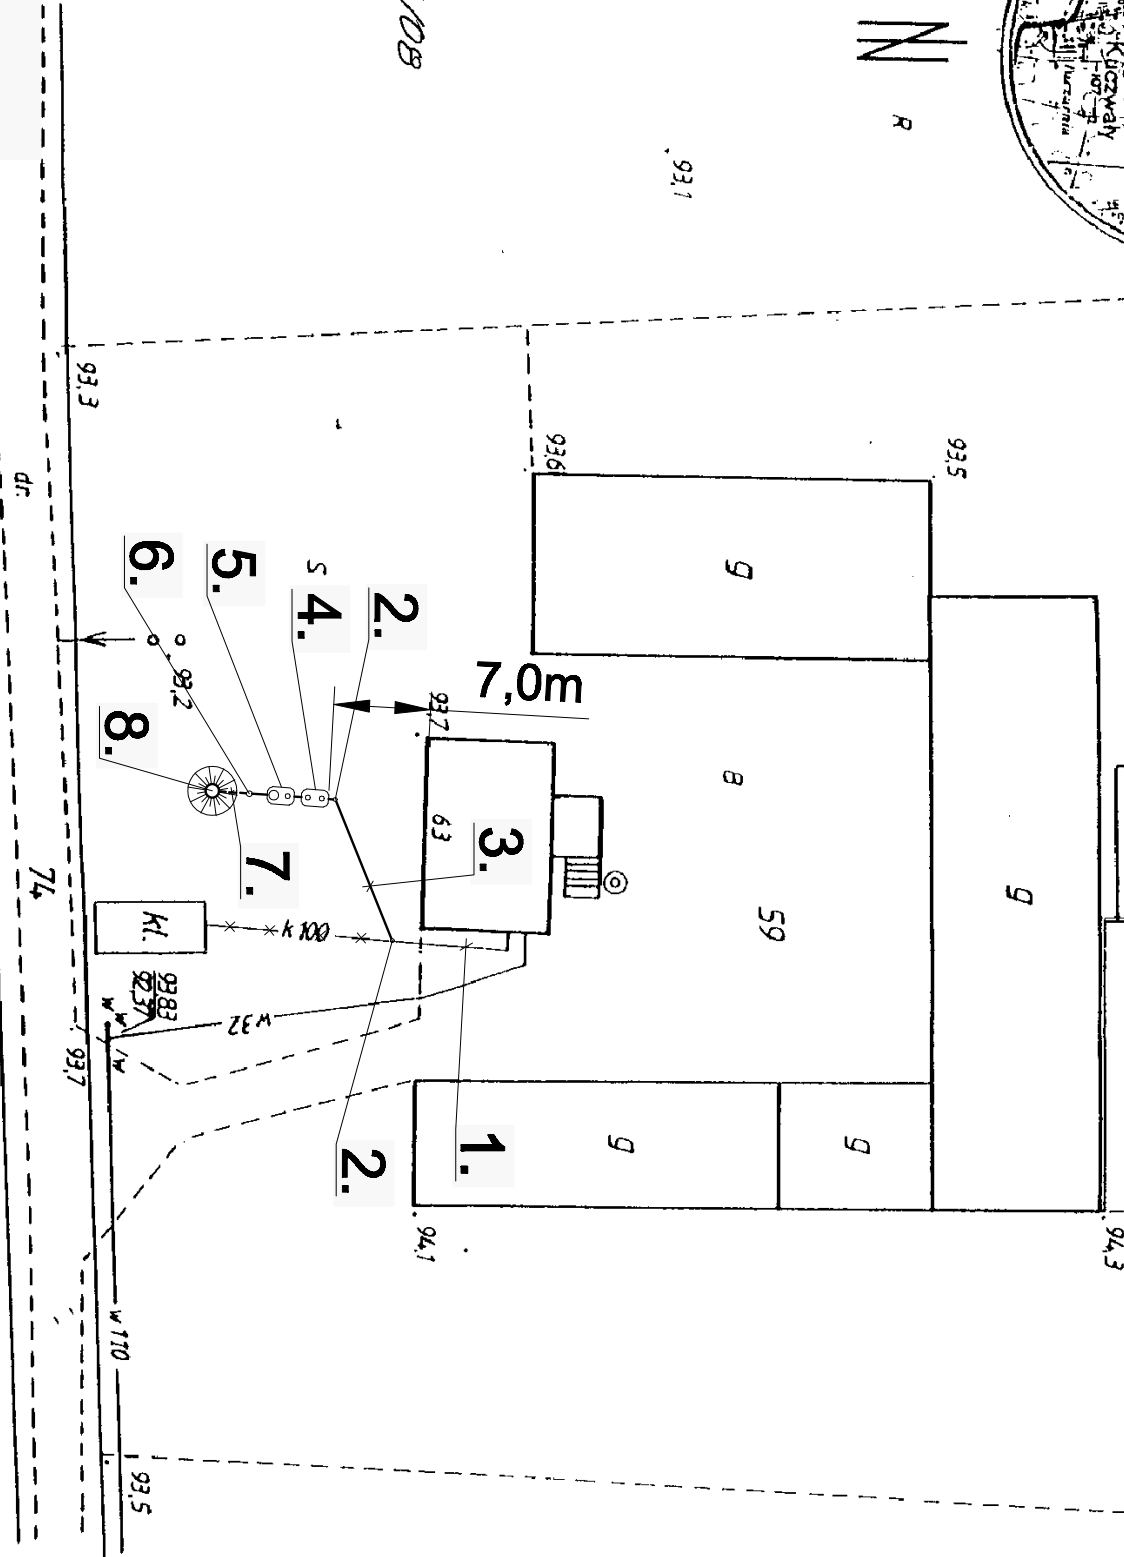 108
R
Kuczwały
93,1
93,3
dr.
93,6
93,5
g
6.
5.
S
4.
2.
93,2
7,0m
93,7
8.
B
63
3.
g
7.
74
59
kl.
k100
93.83
92.37
w
w
w
w32
93,7
1.
2.
g
g
94,1
94,3
w110
93,5